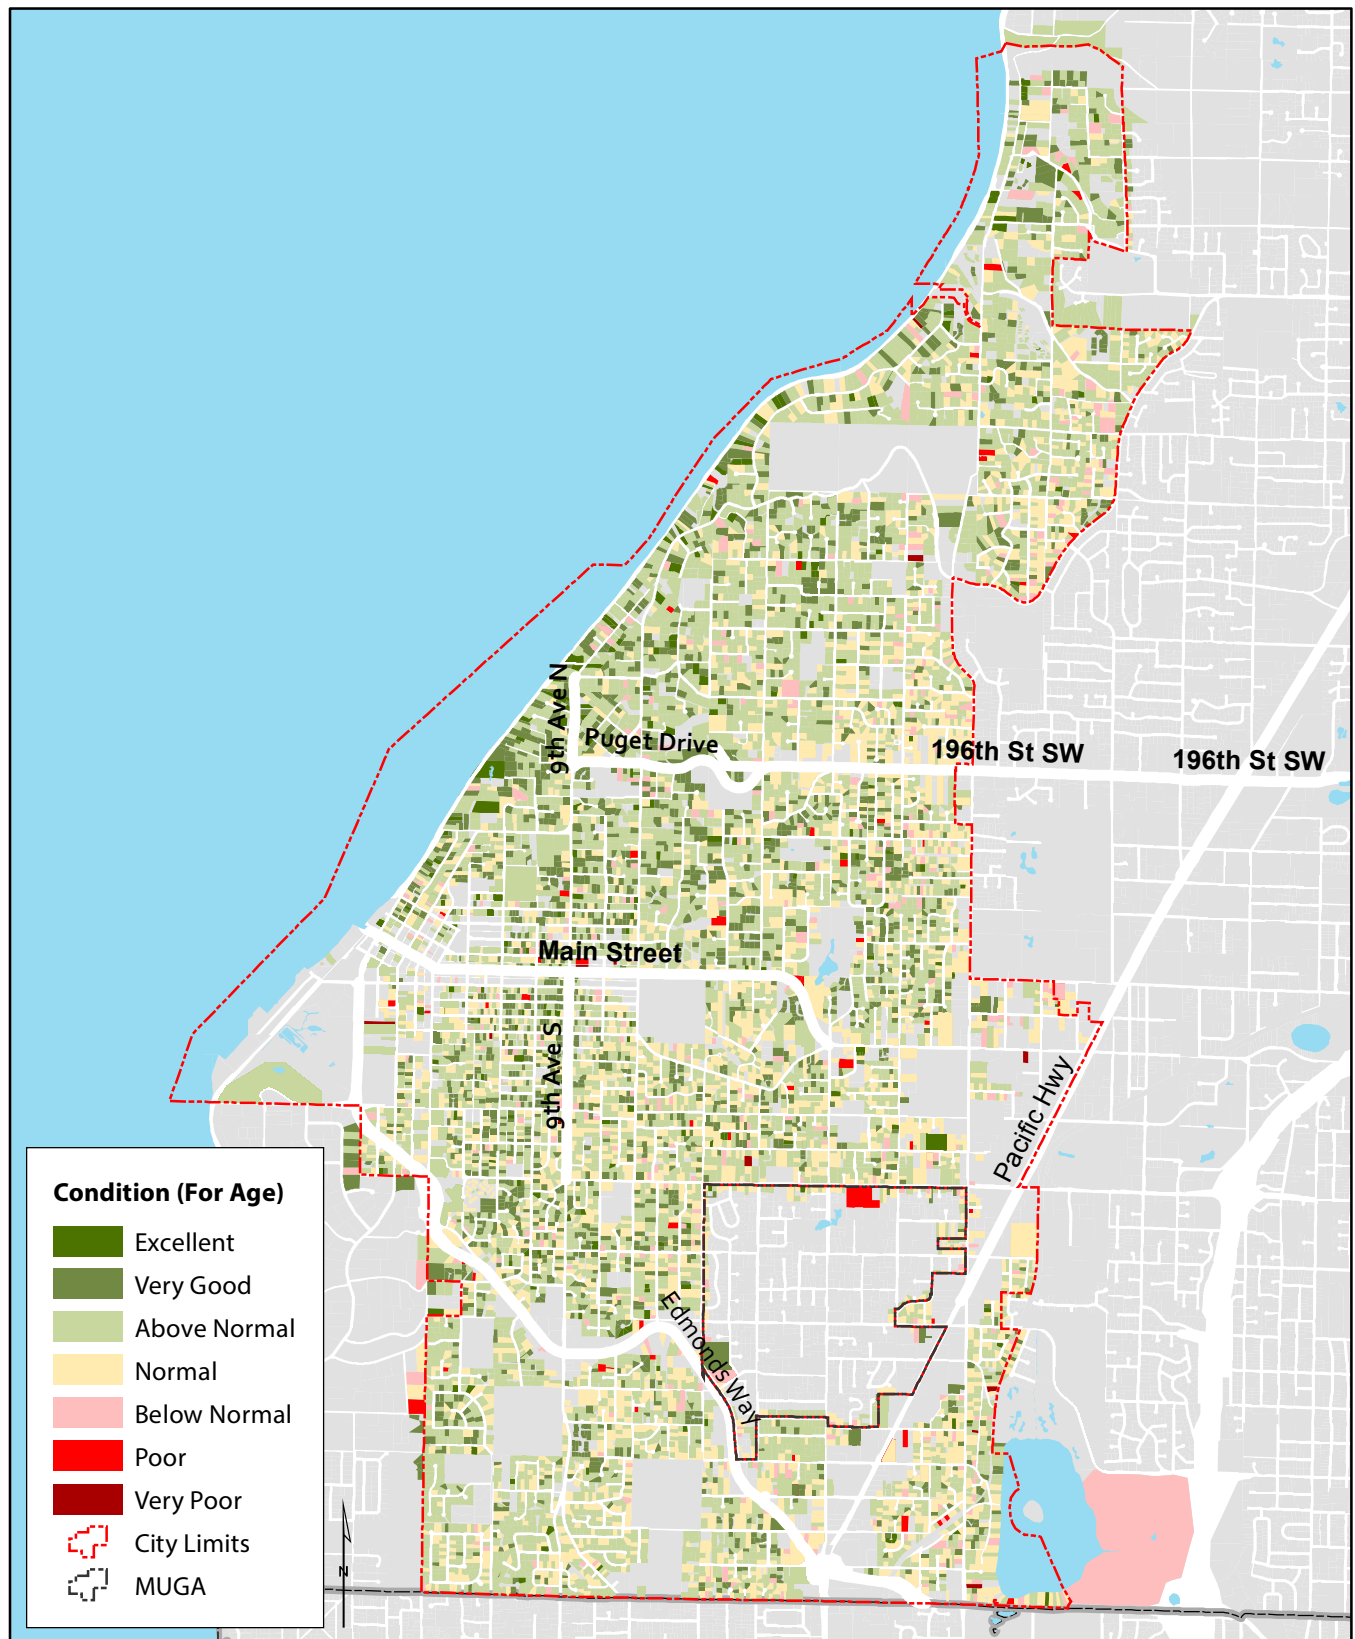 9th Ave N
Puget Drive
196th St SW
196th St SW
Main Street
9th Ave S
Pacific Hwy
Edmonds Way
Condition (For Age)
Excellent
Very Good
Above Normal
Normal
Below Normal
Poor
Very Poor
City Limits
MUGA
N